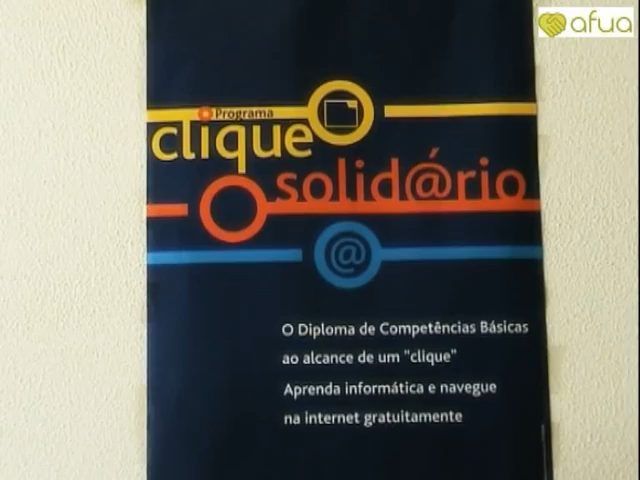 afua
Programa
clique
solid@ário
@
O Diploma de Competências Básicas
ao alcance de um "clique"
Aprenda informática e navegue
na internet gratuitamente